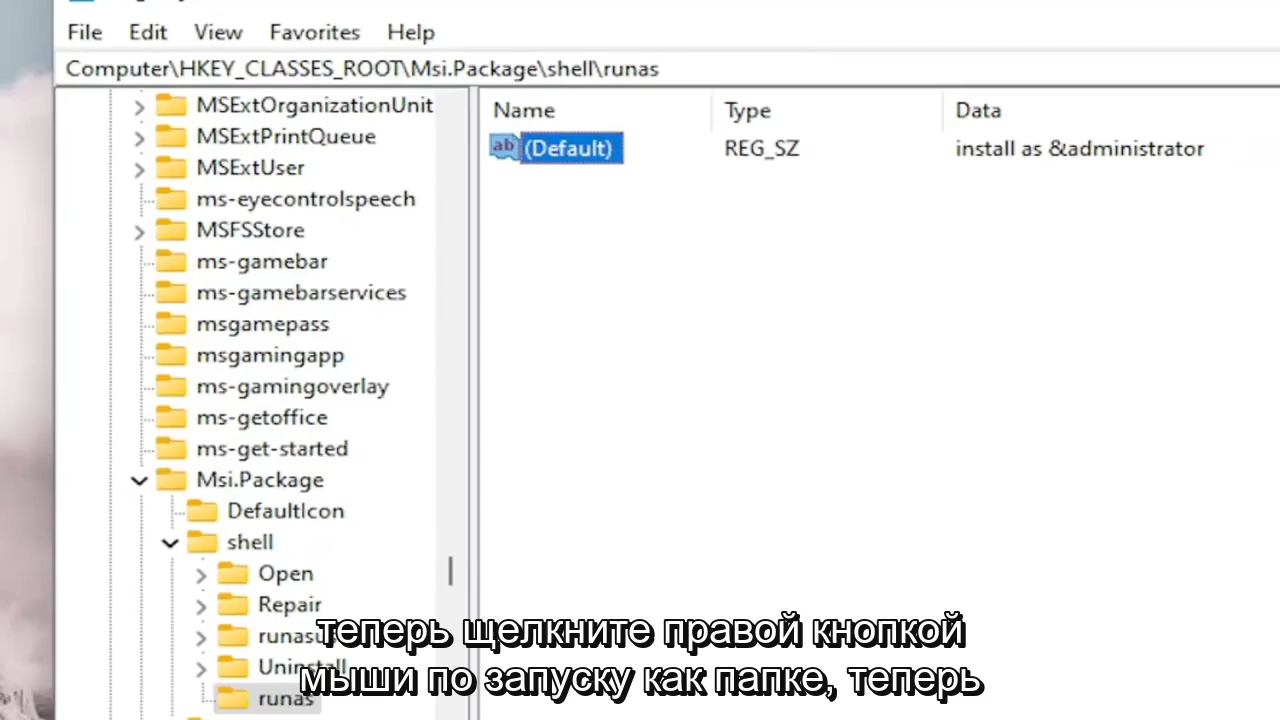 File Edit View Favorites Help
Computer\HKEY_CLASSES_ROOT\Msi.Package\shell\runas
MSExtOrganizationUnit
MSExtPrintQueue
MSExtUser
ms-eyecontrolspeech
MSFSStore
ms-gamebar
ms-gamebarservices
msgamepass
msgamingapp
ms-gamingoverlay
ms-getoffice
ms-get-started
Msi.Package
DefaultIcon
shell
Open
Repair
Uninstall
runas
Name Type Data
ab (Default) REG_SZ install as &administrator
теперь щелкните правой кнопкой
мыши по запуску как папке, теперь